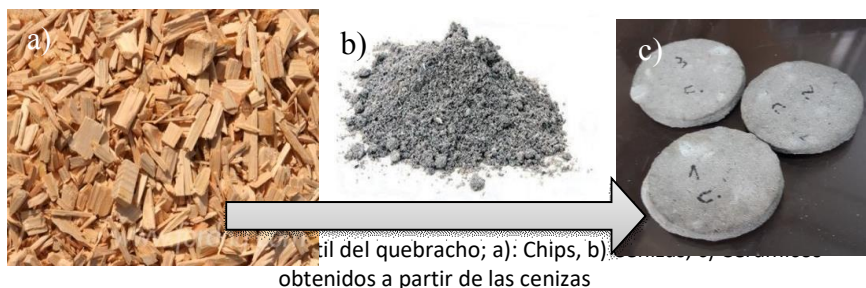 a)
b)
c)
3
U.
2
U.
1
U.
til del quebracho; a): Chips, b)
obtenidos a partir de las cenizas